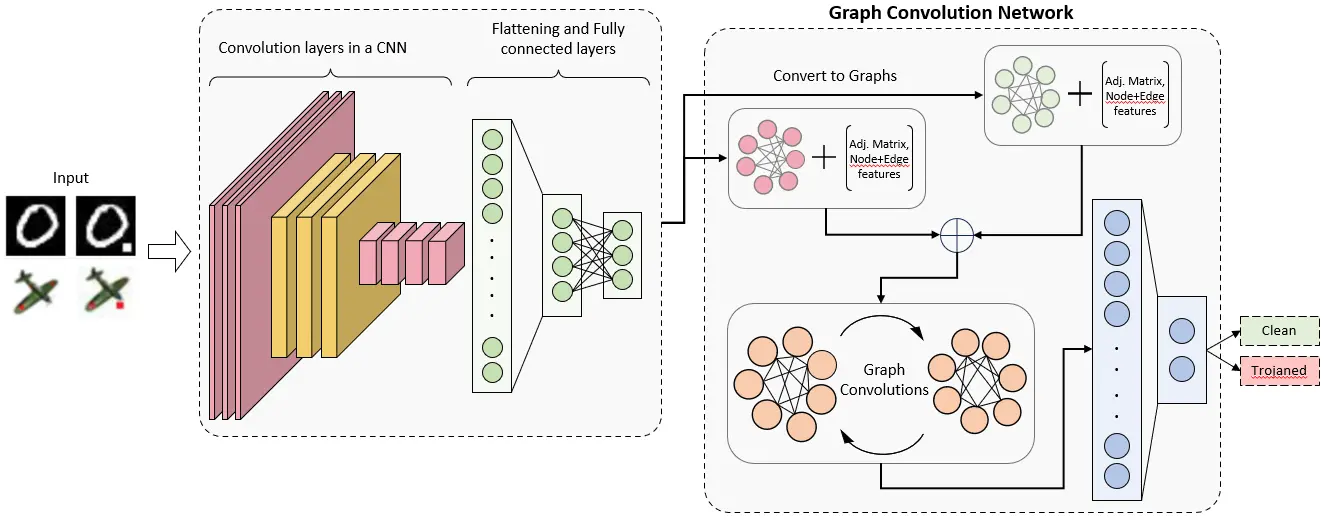 Graph Convolution Network
Input
Convolution layers in a CNN
Flattening and Fully
connected layers
Convert to Graphs
Adj. Matrix,
Node+Edge
features
Adj. Matrix,
Node+Edge
features
Graph
Convolutions
Clean
Trojaned